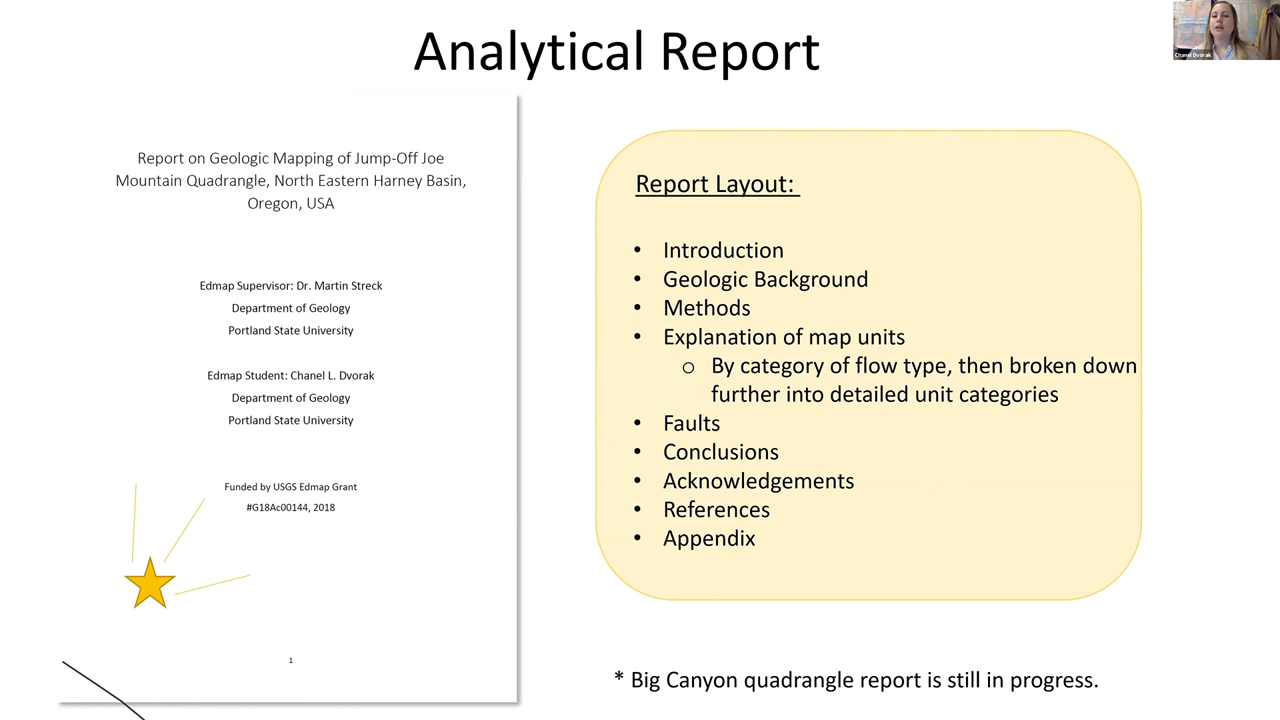 Analytical Report
Chanel Dvorak
Report on Geologic Mapping of Jump-Off Joe
Mountain Quadrangle, North Eastern Harney Basin,
Oregon, USA
Edmap Supervisor: Dr. Martin Streck
Department of Geology
Portland State University
Edmap Student: Chanel L. Dvorak
Department of Geology
Portland State University
Funded by USGS Edmap Grant
#G18Ac00144, 2018
1
Report Layout:
• Introduction
• Geologic Background
• Methods
• Explanation of map units
o By category of flow type, then broken down
further into detailed unit categories
• Faults
• Conclusions
• Acknowledgements
• References
• Appendix
* Big Canyon quadrangle report is still in progress.